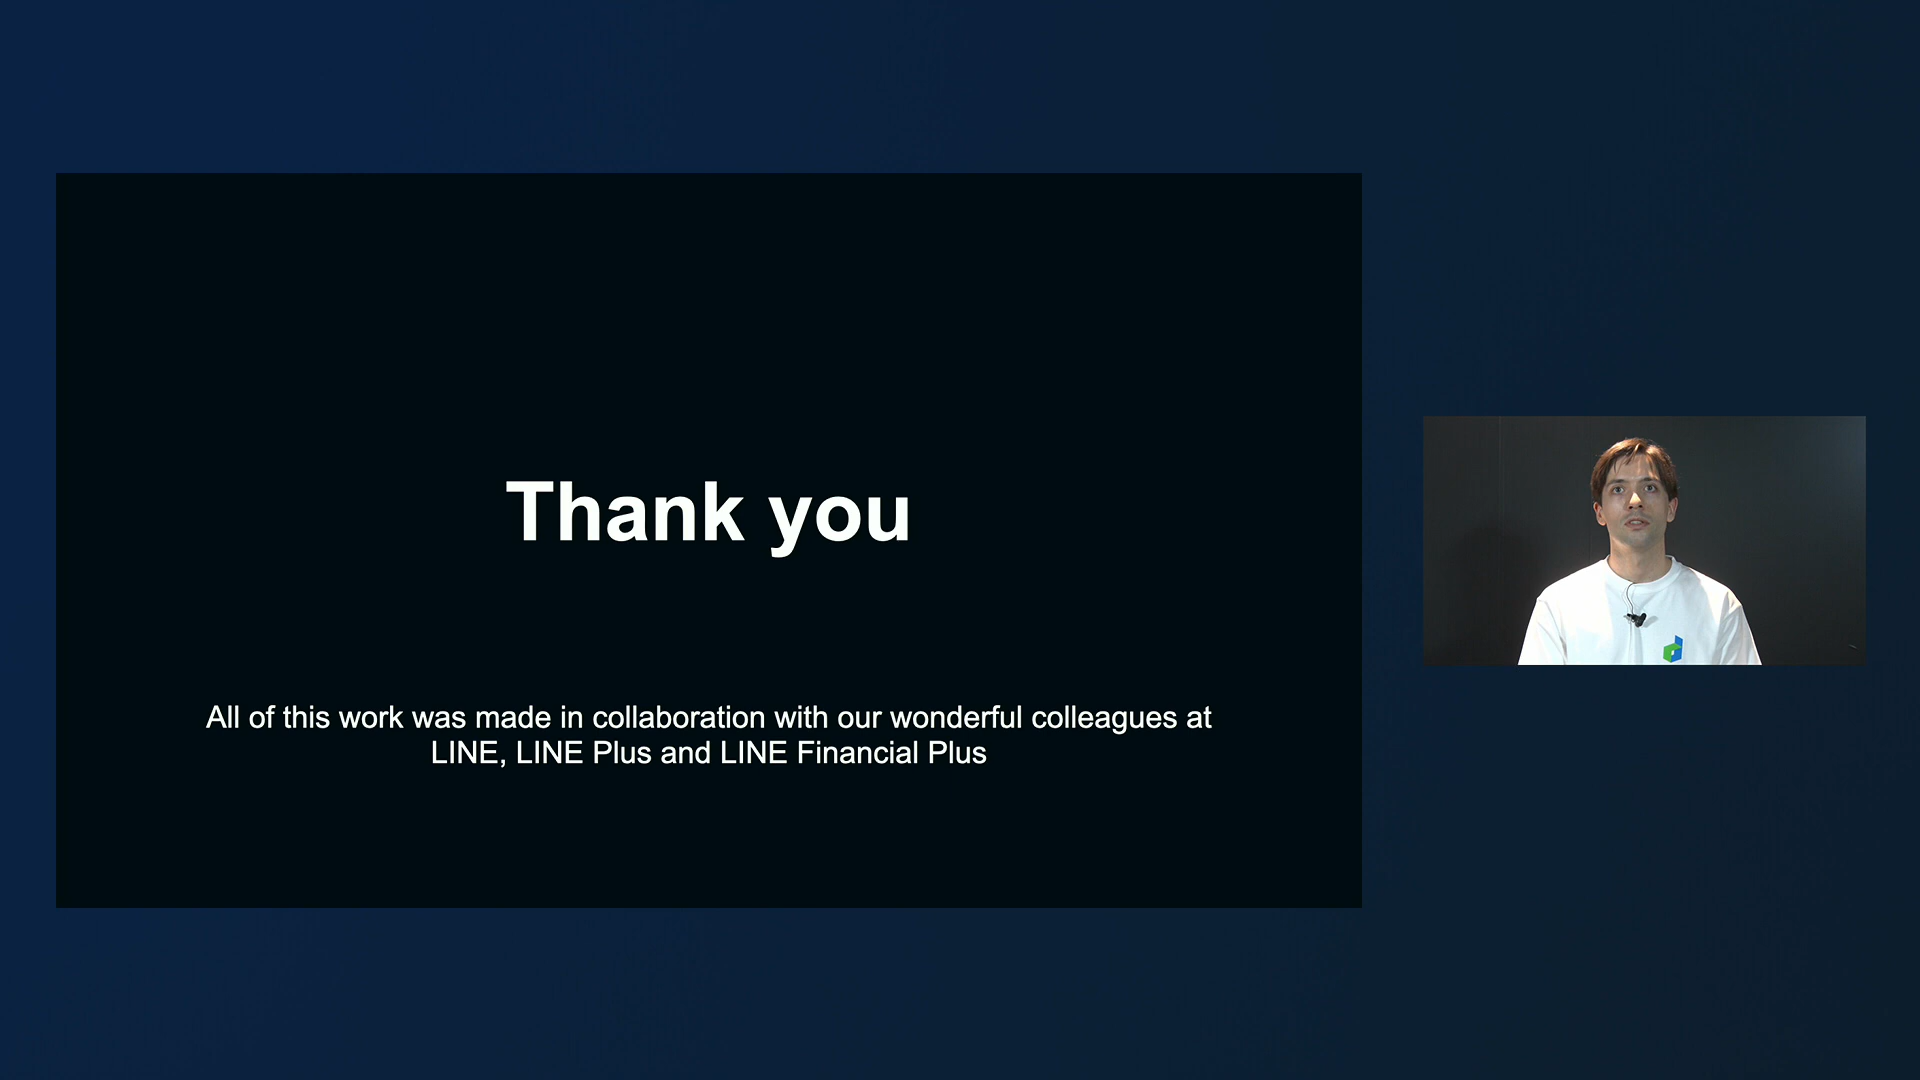 Thank you
All of this work was made in collaboration with our wonderful colleagues at
LINE, LINE Plus and LINE Financial Plus